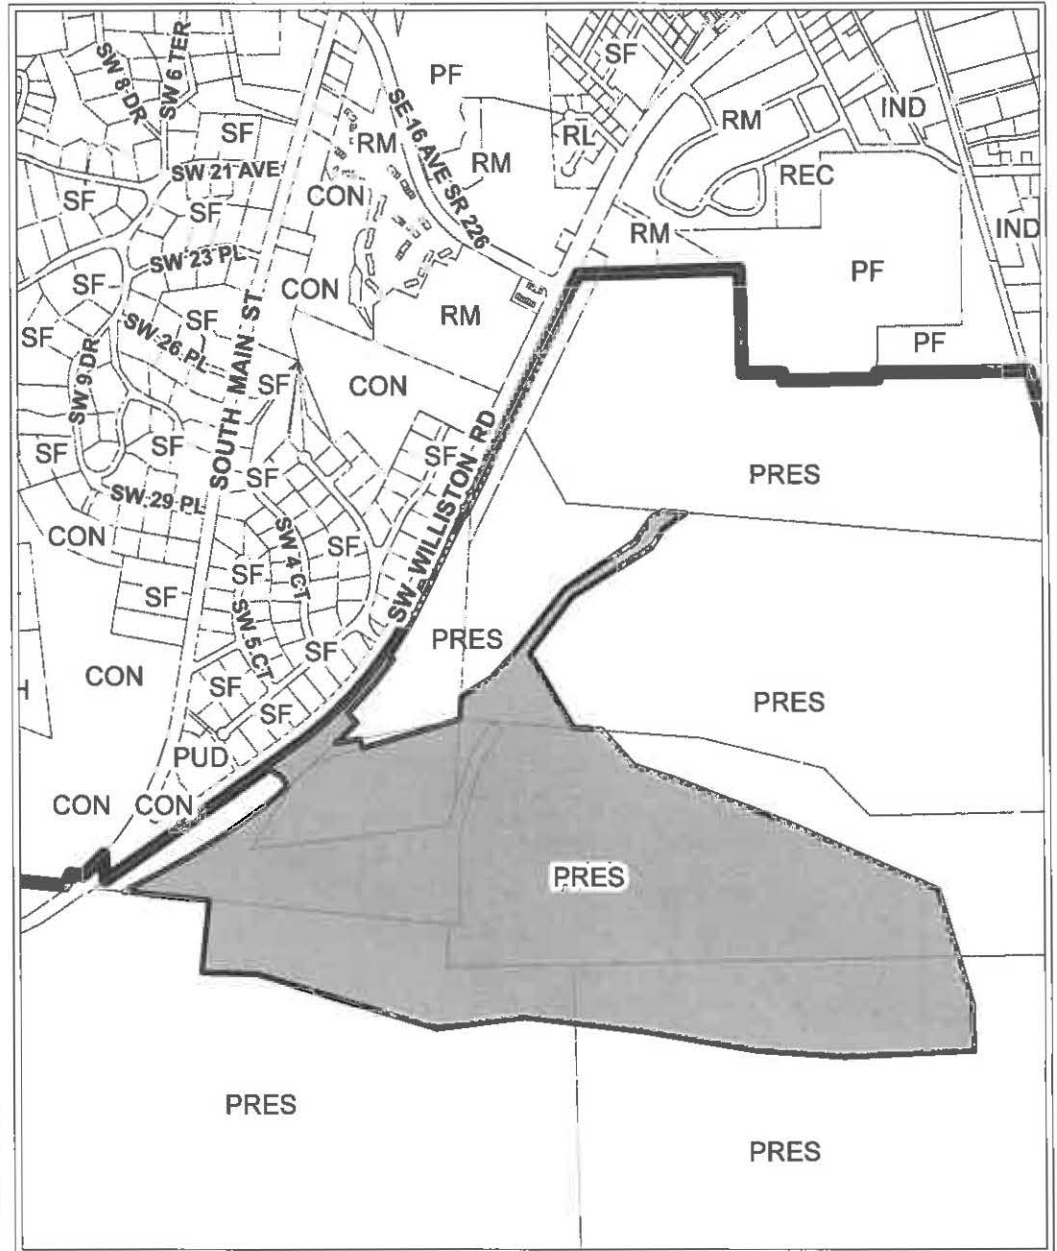 SW 8 DR
SW 6 TER
SF
PF
SF
SF
RM
RM
RL
RM
IND
SW 21 AVE
SE 16 AVE SR 226
CON
REC
SF
SF
RM
IND
SW 23 PL
PF
SF
CON
SF
SF
RM
PF
SW 26 PL
SOUTH MAIN ST
SW 9 DR
SF
CON
SF
SF
SF
SF
PRES
SW 29 PL
SW WILLISTON RD
CON
SF
SW 4 CT
SF
SF
SW 5 CT
SF
PRES
CON
SF
SF
PRES
PUD
CON
CON
PRES
PRES
PRES